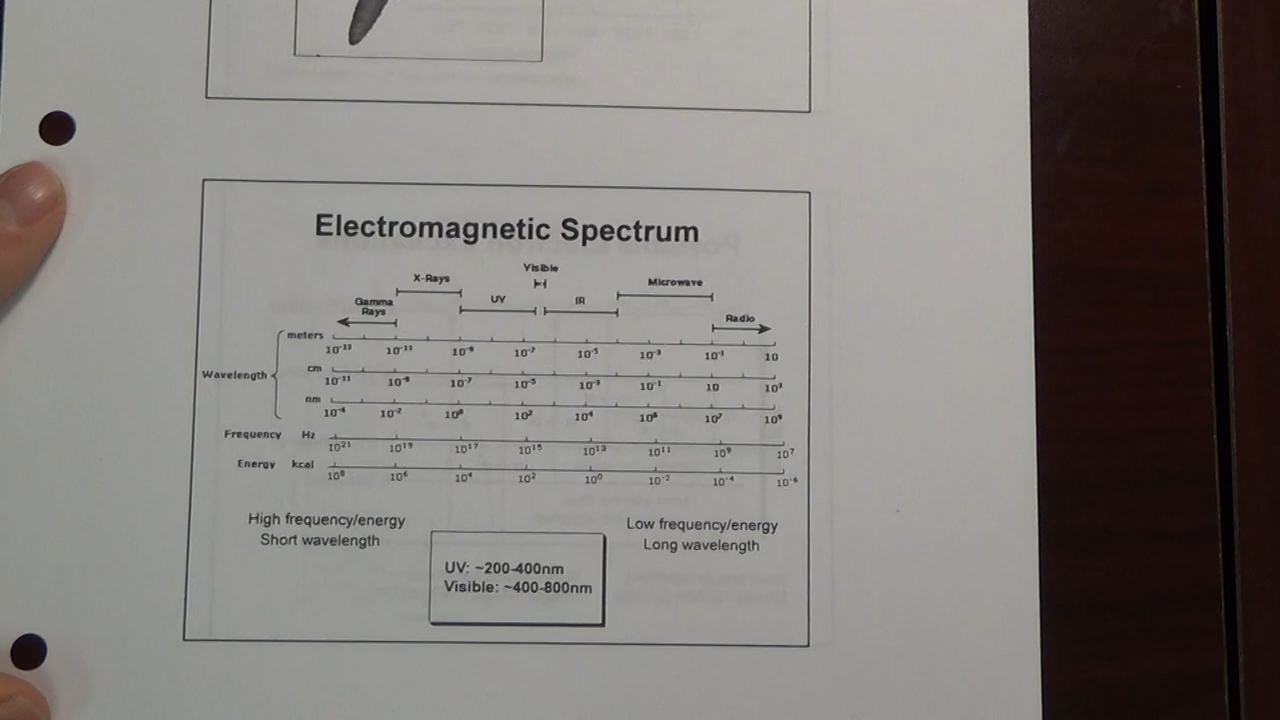 Electromagnetic Spectrum
Visible
X-Rays
Microwave
UV
IR
Gamma
Rays
Radio
meters
10⁻¹³ 10⁻¹¹ 10⁻⁹ 10⁻⁷ 10⁻⁵ 10⁻³ 10⁻¹ 10
Wavelength
cm
10⁻¹¹ 10⁻⁹ 10⁻⁷ 10⁻⁵ 10⁻³ 10⁻¹ 10 10³
nm
10⁻⁴ 10⁻² 10⁰ 10² 10⁴ 10⁶ 10⁷ 10⁹
Frequency Hz
10²¹ 10¹⁹ 10¹⁷ 10¹⁵ 10¹³ 10¹¹ 10⁹ 10⁷
Energy kcal
10⁸ 10⁶ 10⁴ 10² 10⁰ 10⁻² 10⁻⁴ 10⁻⁶
High frequency/energy
Short wavelength
Low frequency/energy
Long wavelength
UV: ~200-400nm
Visible: ~400-800nm